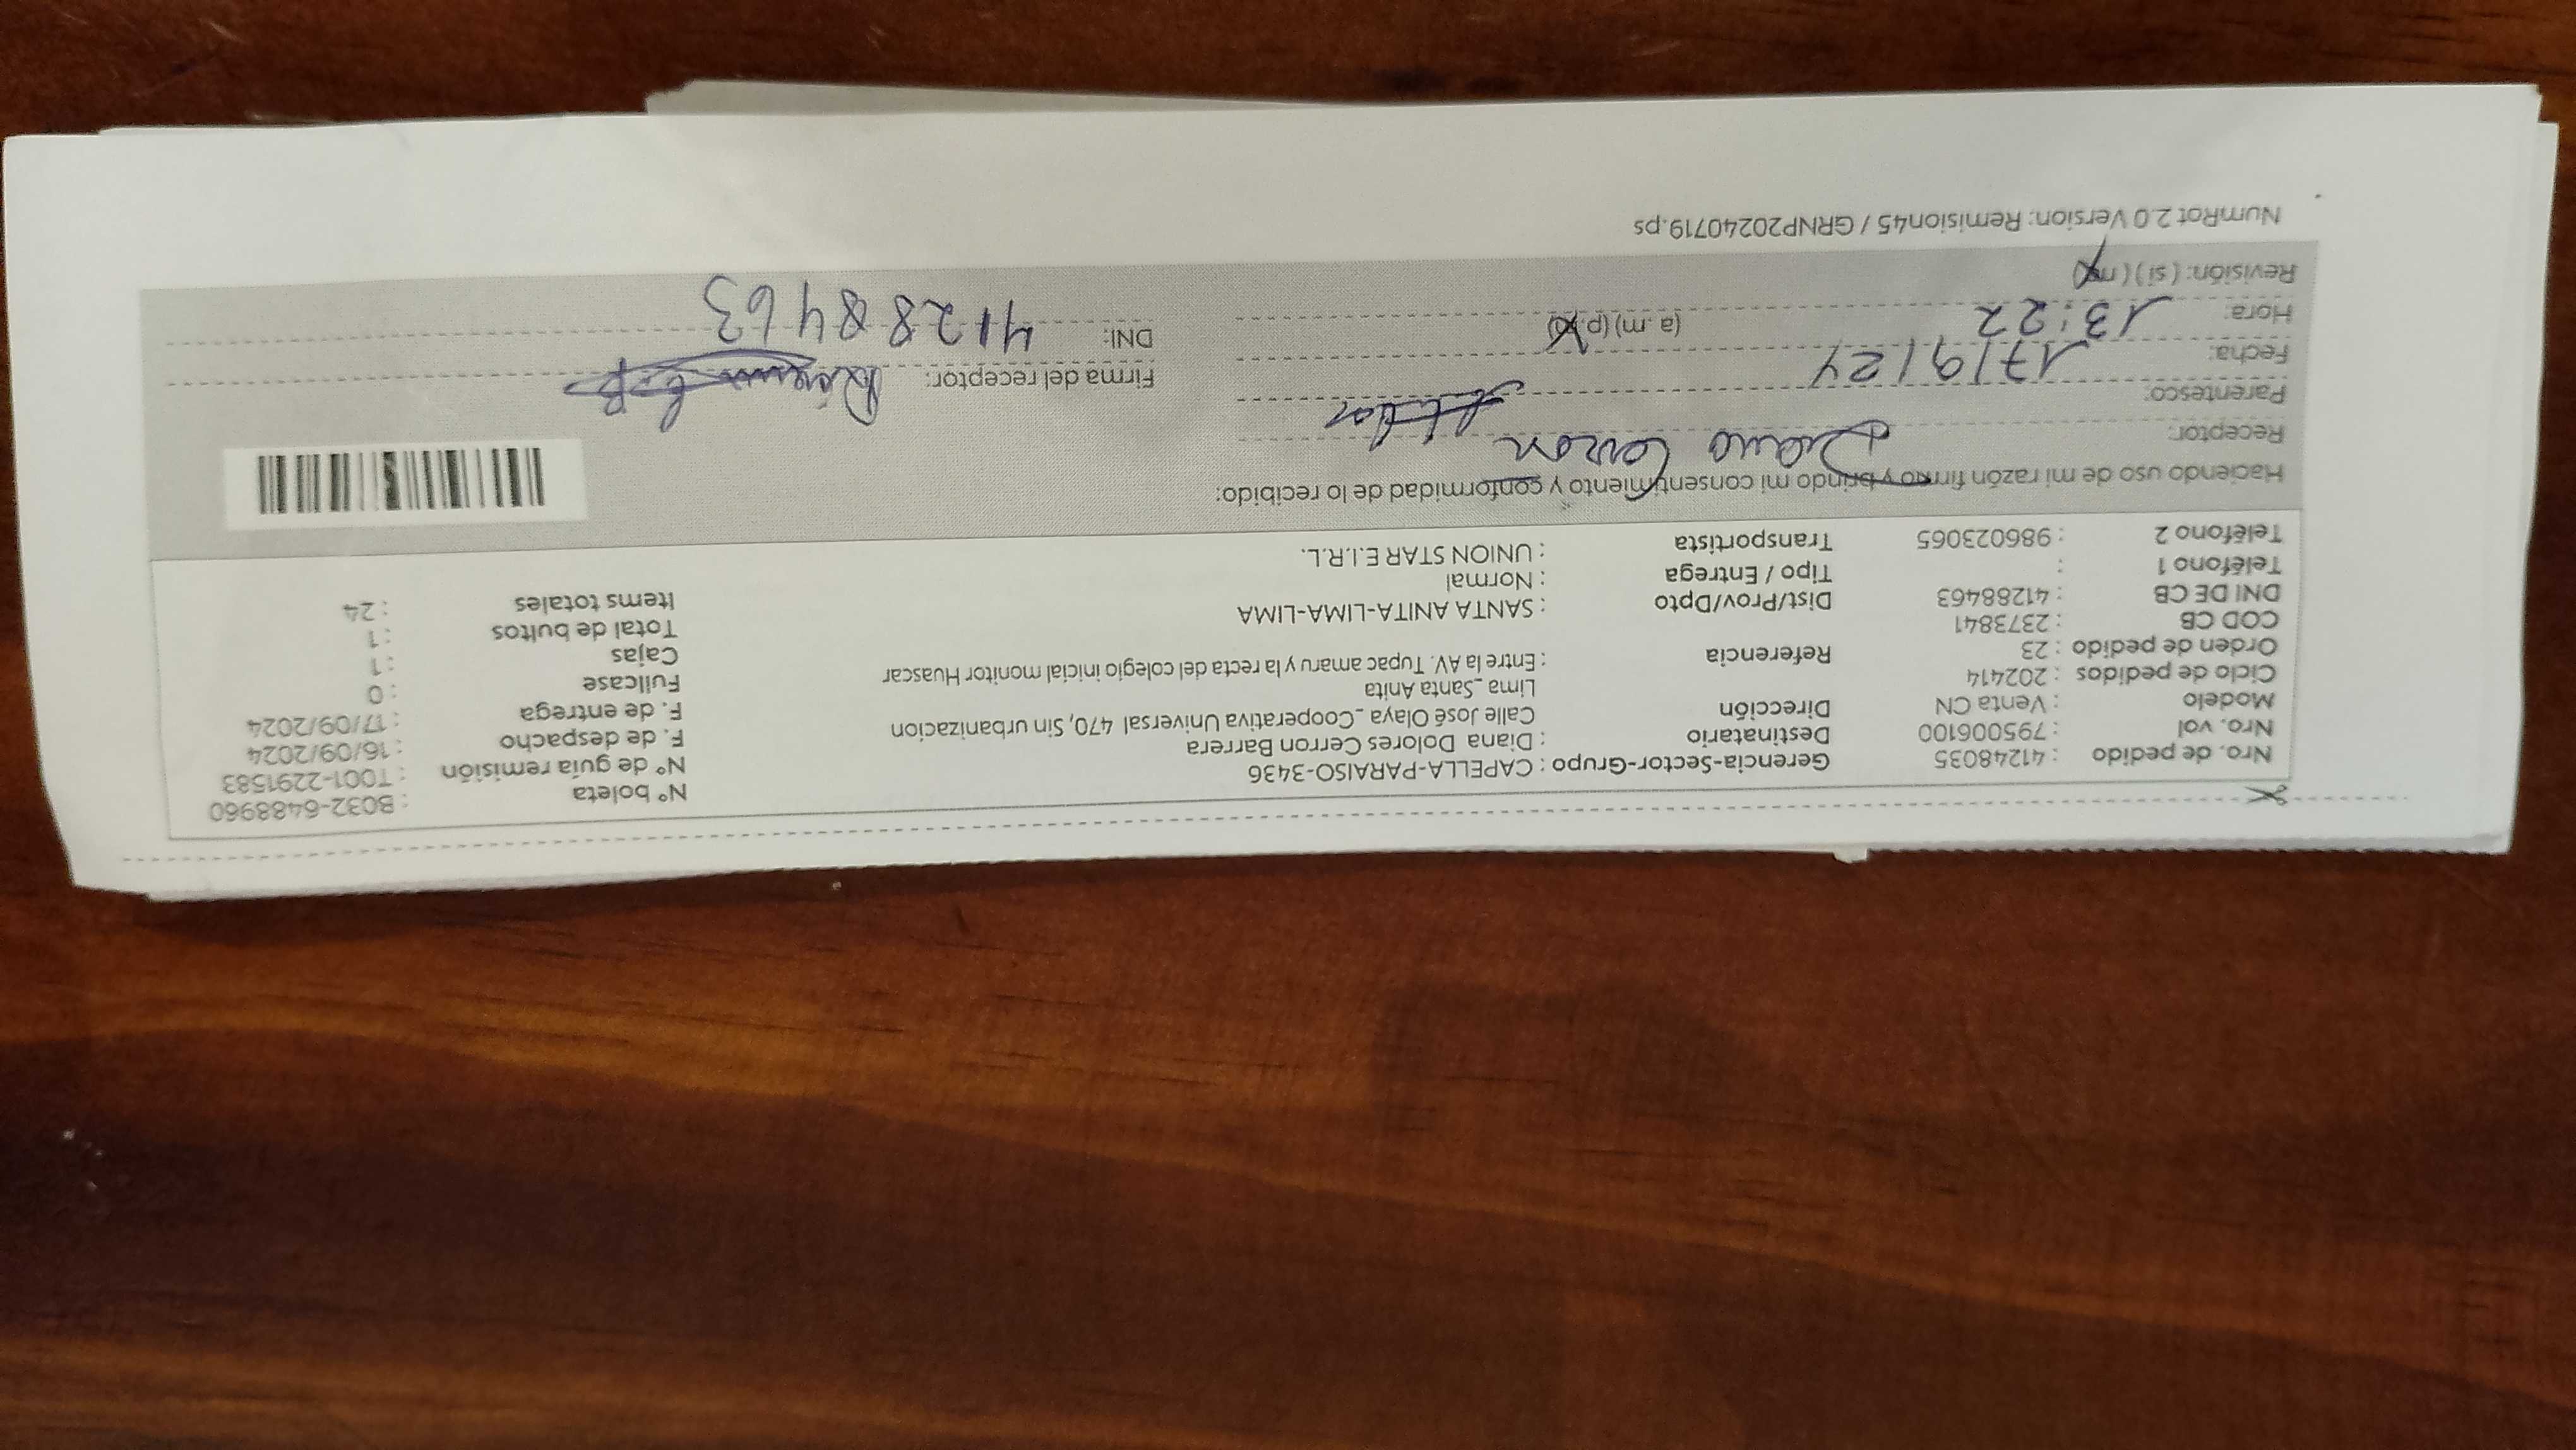 Nro. de pedido : 41248035 Gerencia-Sector-Grupo : CAPELLA-PARAISO-3436 N° boleta : B032-6488960
Nro. vol : 795006100 Destinatario : Diana Dolores Cerron Barrera N° de guía remisión : T001-2291583
Modelo : Venta CN Dirección Calle José Olaya _Cooperativa Universal 470, Sin urbanizacion F. de despacho : 16/09/2024
Lima _Santa Anita F. de entrega : 17/09/2024
Ciclo de pedidos : 202414 Fullcase : 0
Orden de pedido : 23 Referencia : Entre la AV. Tupac amaru y la recta del colegio inicial monitor Huascar Cajas : 1
COD CB : 2373841 Total de bultos : 1
DNI DE CB : 41288463 Dist/Prov/Dpto : SANTA ANITA-LIMA-LIMA Items totales : 24
Teléfono 1 : Tipo / Entrega : Normal
Teléfono 2 : 986023065 Transportista : UNION STAR E.I.R.L.
Haciendo uso de mi razón firmo y brindo mi consentimiento y conformidad de lo recibido:
Receptor: Diana Cerron
Parentesco: Firma del receptor:
Fecha: 17/9/24
Hora: 13:22 (a.m) (p.m) DNI: 41288463
Revisión: (si) (no)
NumRot 2.0 Version: Remision45 / GRNP20240719.ps